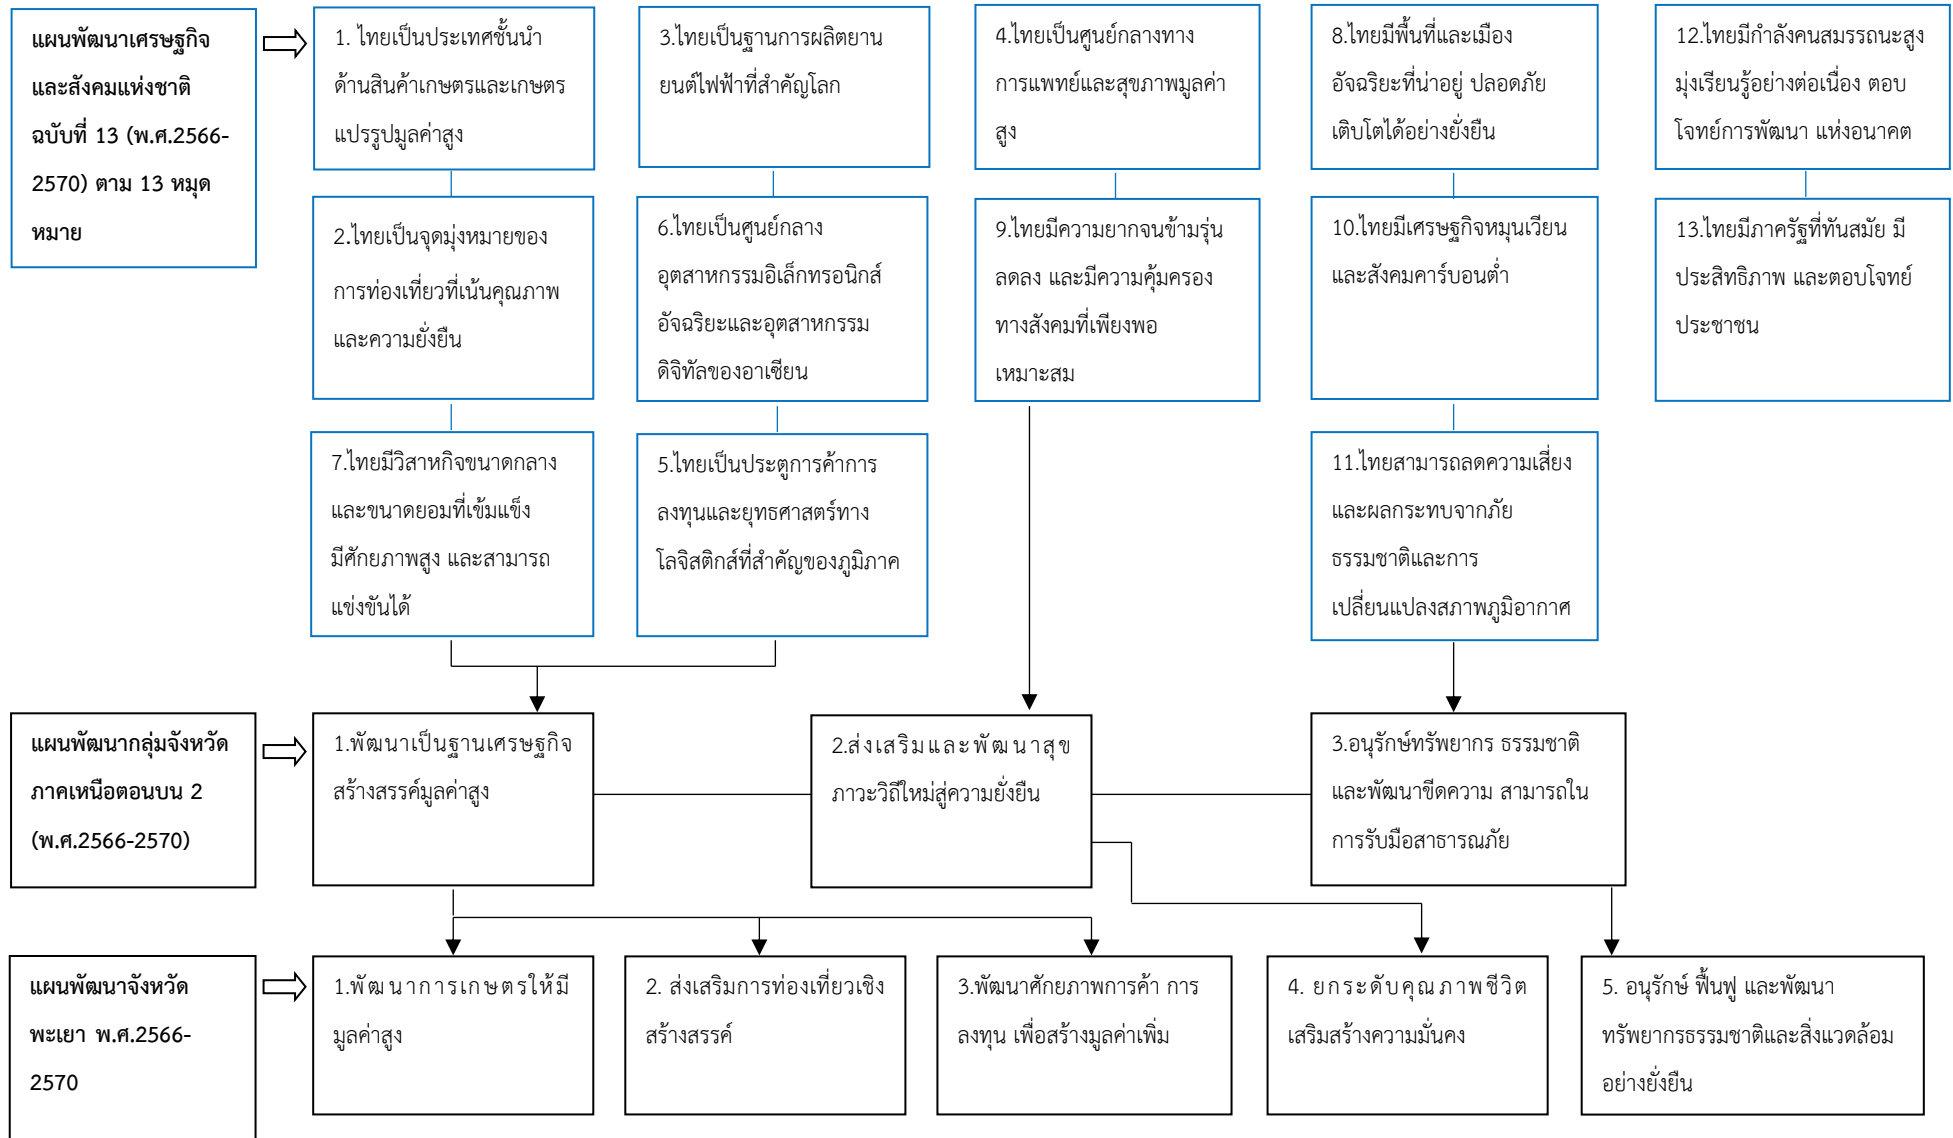 แผนพัฒนาเศรษฐกิจ
และสังคมแห่งชาติ
ฉบับที่ 13 (พ.ศ.2566-
2570) ตาม 13 หมุด
หมาย
1. ไทยเป็นประเทศชั้นนำ
ด้านสินค้าเกษตรและเกษตร
แปรรูปมูลค่าสูง
3.ไทยเป็นฐานการผลิตยาน
ยนต์ไฟฟ้าที่สำคัญโลก
4.ไทยเป็นศูนย์กลางทาง
การแพทย์และสุขภาพมูลค่า
สูง
8.ไทยมีพื้นที่และเมือง
อัจฉริยะที่น่าอยู่ ปลอดภัย
เติบโตได้อย่างยั่งยืน
12.ไทยมีกำลังคนสมรรถนะสูง
มุ่งเรียนรู้อย่างต่อเนื่อง ตอบ
โจทย์การพัฒนา แห่งอนาคต
2.ไทยเป็นจุดมุ่งหมายของ
การท่องเที่ยวที่เน้นคุณภาพ
และความยั่งยืน
6.ไทยเป็นศูนย์กลาง
อุตสาหกรรมอิเล็กทรอนิกส์
อัจฉริยะและอุตสาหกรรม
ดิจิทัลของอาเซียน
9.ไทยมีความยากจนข้ามรุ่น
ลดลง และมีความคุ้มครอง
ทางสังคมที่เพียงพอ
เหมาะสม
10.ไทยมีเศรษฐกิจหมุนเวียน
และสังคมคาร์บอนต่ำ
13.ไทยมีภาครัฐที่ทันสมัย มี
ประสิทธิภาพ และตอบโจทย์
ประชาชน
7.ไทยมีวิสาหกิจขนาดกลาง
และขนาดยอมที่เข้มแข็ง
มีศักยภาพสูง และสามารถ
แข่งขันได้
5.ไทยเป็นประตูการค้าการ
ลงทุนและยุทธศาสตร์ทาง
โลจิสติกส์ที่สำคัญของภูมิภาค
11.ไทยสามารถลดความเสี่ยง
และผลกระทบจากภัย
ธรรมชาติและการ
เปลี่ยนแปลงสภาพภูมิอากาศ
แผนพัฒนากลุ่มจังหวัด
ภาคเหนือตอนบน 2
(พ.ศ.2566-2570)
1.พัฒนาเป็นฐานเศรษฐกิจ
สร้างสรรค์มูลค่าสูง
2.ส่งเสริมและพัฒนาสุข
ภาวะวิถีใหม่สู่ความยั่งยืน
3.อนุรักษ์ทรัพยากร ธรรมชาติ
และพัฒนาขีดความ สามารถใน
การรับมือสาธารณภัย
แผนพัฒนาจังหวัด
พะเยา พ.ศ.2566-
2570
1.พัฒนาการเกษตรให้มี
มูลค่าสูง
2. ส่งเสริมการท่องเที่ยวเชิง
สร้างสรรค์
3.พัฒนาศักยภาพการค้า การ
ลงทุน เพื่อสร้างมูลค่าเพิ่ม
4. ยกระดับคุณภาพชีวิต
เสริมสร้างความมั่นคง
5. อนุรักษ์ ฟื้นฟู และพัฒนา
ทรัพยากรธรรมชาติและสิ่งแวดล้อม
อย่างยั่งยืน